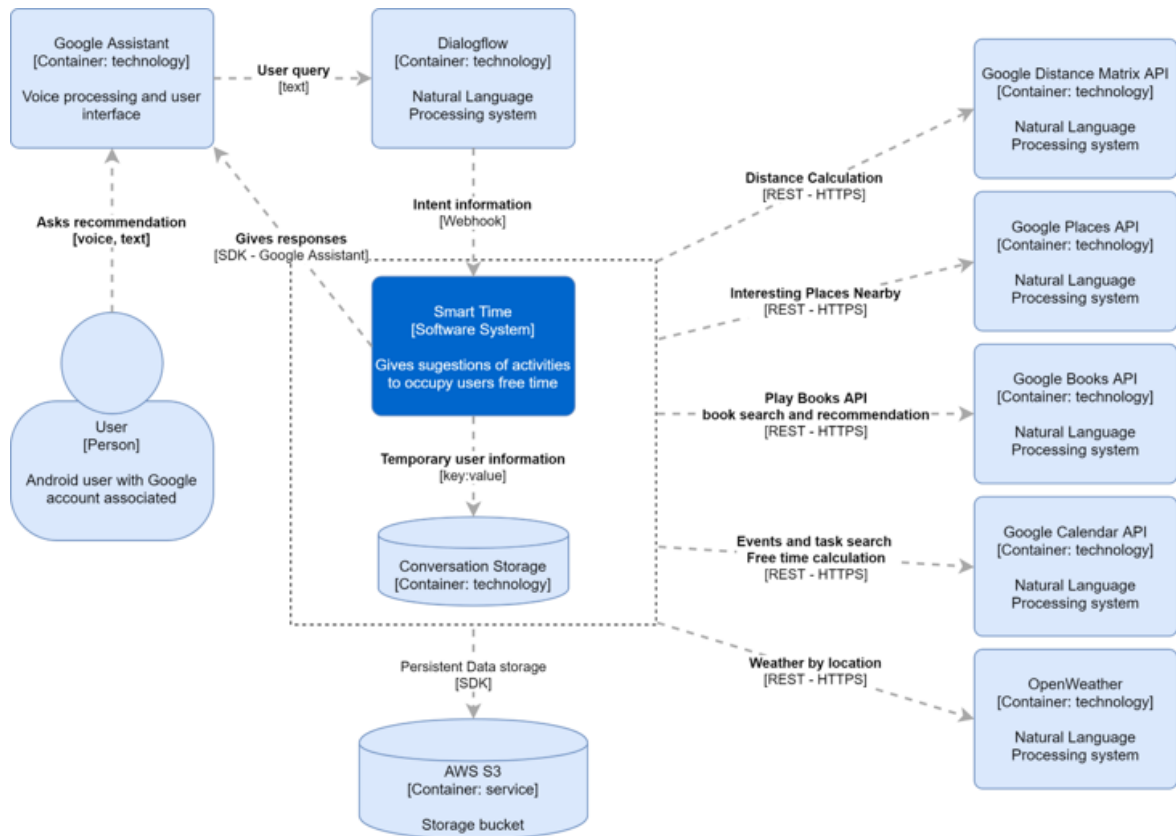 Google Assistant
[Container: technology]
Voice processing and user
interface
User query
[text]
Dialogflow
[Container: technology]
Natural Language
Processing system
Google Distance Matrix API
[Container: technology]
Natural Language
Processing system
Distance Calculation
[REST - HTTPS]
Intent information
[Webhook]
Asks recommendation
[voice, text]
Gives responses
[SDK - Google Assistant]
Google Places API
[Container: technology]
Natural Language
Processing system
Interesting Places Nearby
[REST - HTTPS]
Smart Time
[Software System]
Gives sugestions of activities
to occupy users free time
Google Books API
[Container: technology]
Natural Language
Processing system
Play Books API
book search and recommendation
[REST - HTTPS]
User
[Person]
Android user with Google
account associated
Temporary user information
[key:value]
Conversation Storage
[Container: technology]
Events and task search
Free time calculation
[REST - HTTPS]
Google Calendar API
[Container: technology]
Natural Language
Processing system
Persistent Data storage
[SDK]
Weather by location
[REST - HTTPS]
OpenWeather
[Container: technology]
Natural Language
Processing system
AWS S3
[Container: service]
Storage bucket